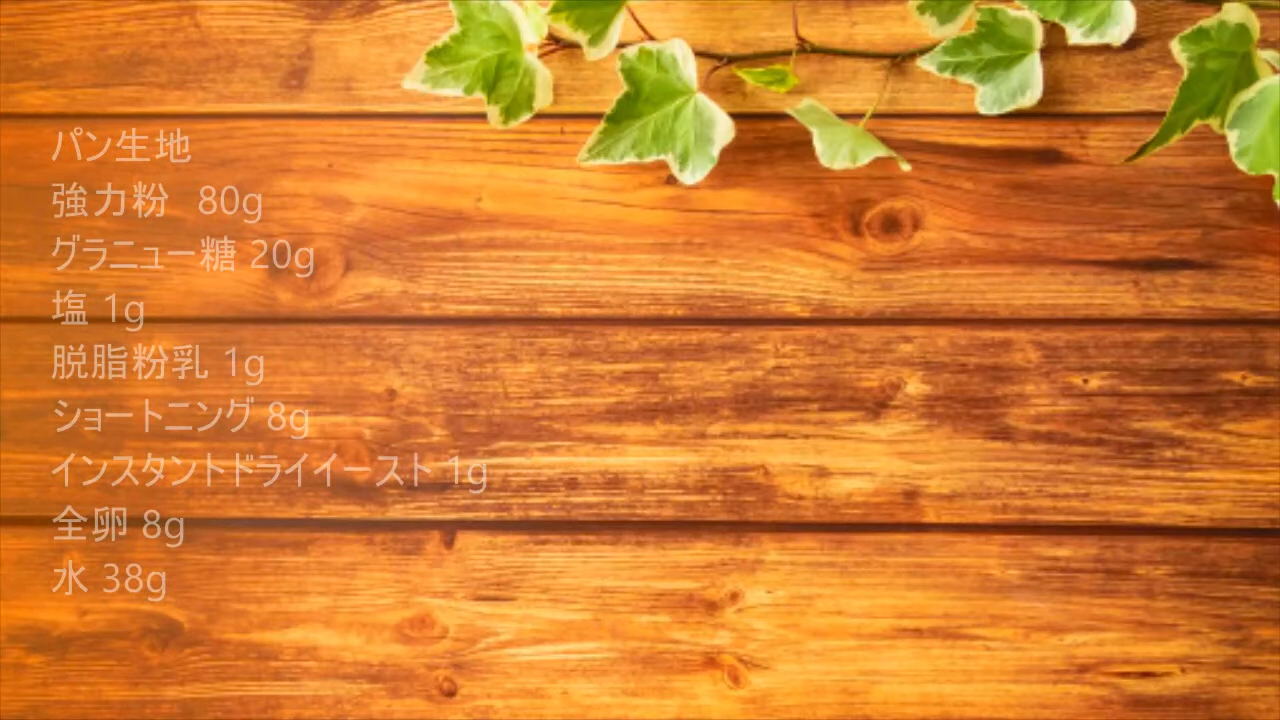 パン生地
強力粉 80g
グラニュー糖 20g
塩 1g
脱脂粉乳 1g
ショートニング 8g
インスタントドライイースト 1g
全卵 8g
水 38g